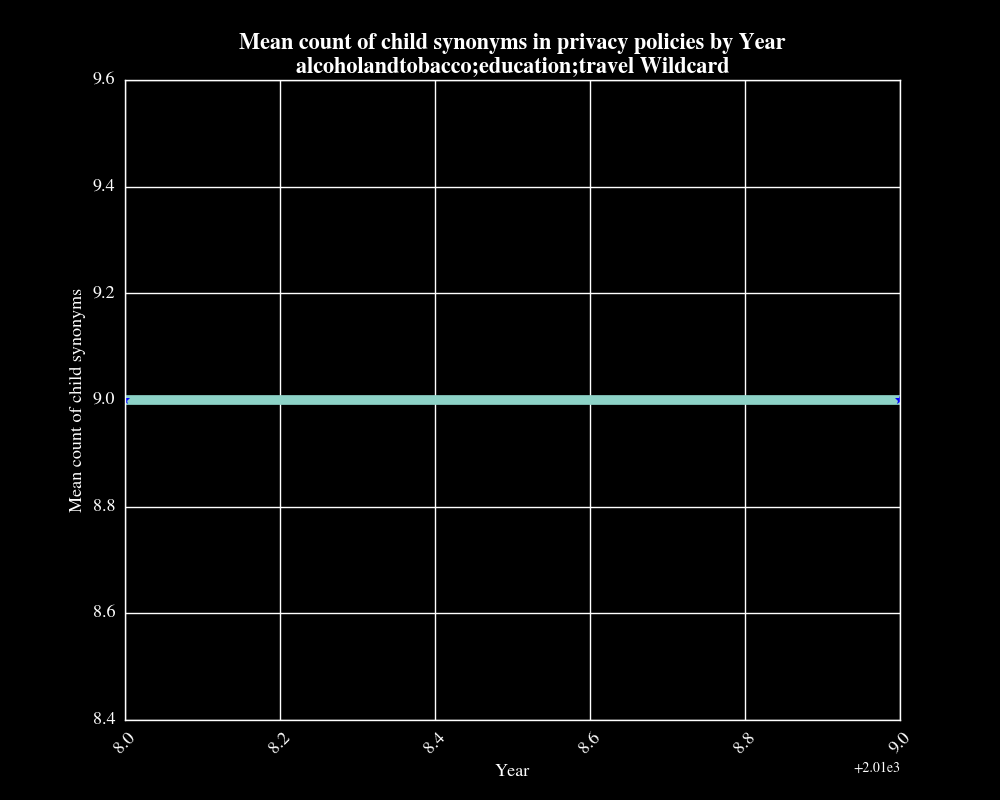 Mean count of child synonyms in privacy policies by Year
alcoholandtobacco;education;travel Wildcard
9.6
9.4
9.2
9.0
8.8
8.6
8.4
Mean count of child synonyms
8.0 8.2 8.4 8.6 8.8 9.0
+2.01e3
Year